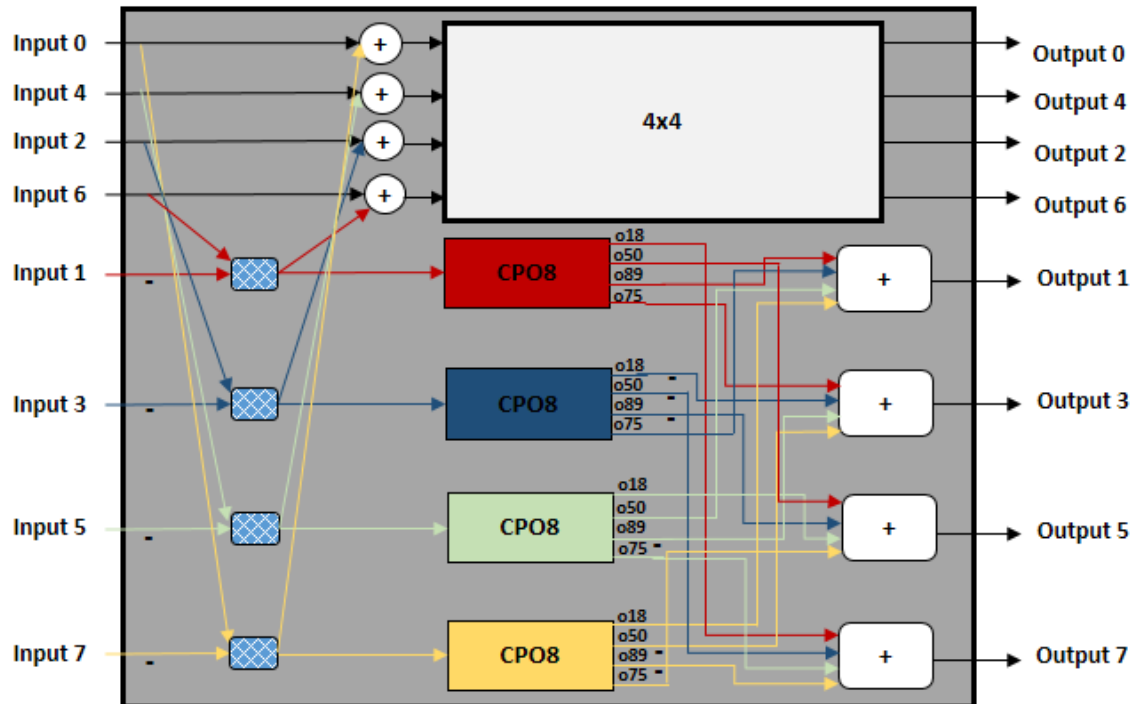 Input 0
+
Output 0
Input 4
+
4x4
Output 4
Input 2
+
Output 2
Input 6
+
Output 6
Input 1
-
CPO8
o18
o50
o89
o75
+
Output 1
Input 3
-
CPO8
o18
o50 -
o89 -
o75 -
+
Output 3
Input 5
-
CPO8
o18
o50
o89
o75 -
+
Output 5
Input 7
-
CPO8
o18
o50
o89 -
o75 -
+
Output 7